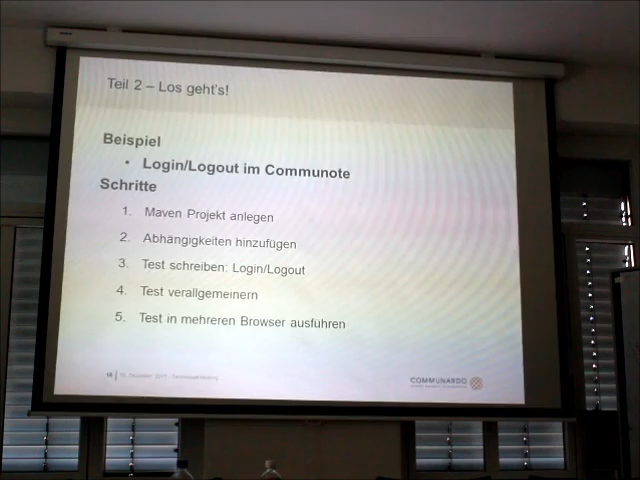 Teil 2 – Los geht's!
Beispiel
• Login/Logout im Communote
Schritte
1. Maven Projekt anlegen
2. Abhängigkeiten hinzufügen
3. Test schreiben: Login/Logout
4. Test verallgemeinern
5. Test in mehreren Browser ausführen
COMMUNARDO